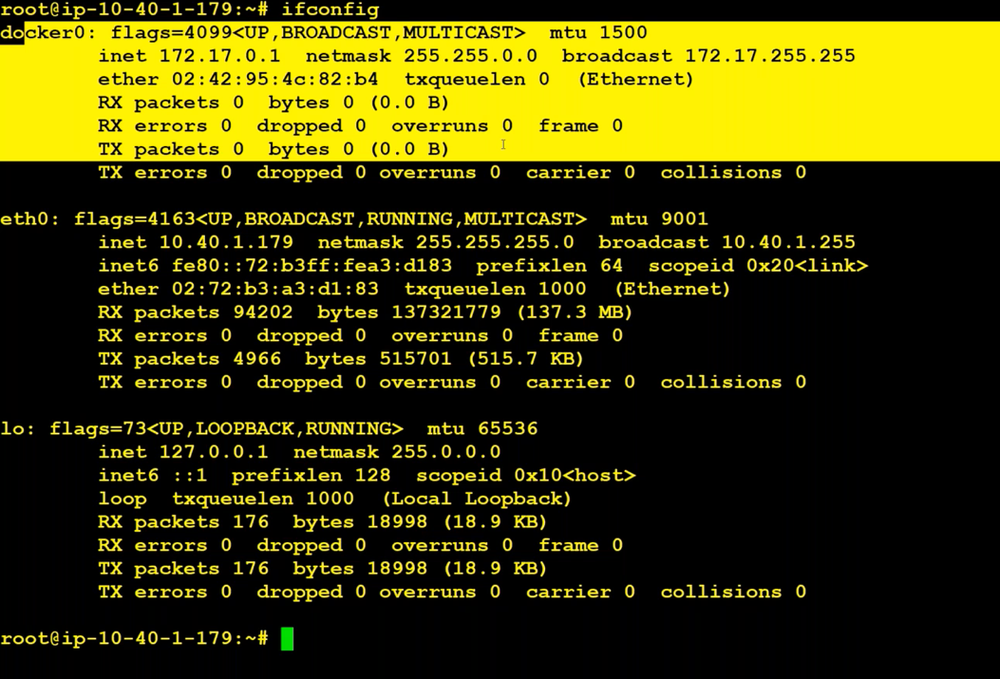 root@ip-10-40-1-179:~# ifconfig
docker0: flags=4099<UP,BROADCAST,MULTICAST>  mtu 1500
        inet 172.17.0.1  netmask 255.255.0.0  broadcast 172.17.255.255
        ether 02:42:95:4c:82:b4  txqueuelen 0  (Ethernet)
        RX packets 0  bytes 0 (0.0 B)
        RX errors 0  dropped 0  overruns 0  frame 0
        TX packets 0  bytes 0 (0.0 B)
        TX errors 0  dropped 0 overruns 0  carrier 0  collisions 0

eth0: flags=4163<UP,BROADCAST,RUNNING,MULTICAST>  mtu 9001
        inet 10.40.1.179  netmask 255.255.255.0  broadcast 10.40.1.255
        inet6 fe80::72:b3ff:fea3:d183  prefixlen 64  scopeid 0x20<link>
        ether 02:72:b3:a3:d1:83  txqueuelen 1000  (Ethernet)
        RX packets 94202  bytes 137321779 (137.3 MB)
        RX errors 0  dropped 0  overruns 0  frame 0
        TX packets 4966  bytes 515701 (515.7 KB)
        TX errors 0  dropped 0 overruns 0  carrier 0  collisions 0

lo: flags=73<UP,LOOPBACK,RUNNING>  mtu 65536
        inet 127.0.0.1  netmask 255.0.0.0
        inet6 ::1  prefixlen 128  scopeid 0x10<host>
        loop  txqueuelen 1000  (Local Loopback)
        RX packets 176  bytes 18998 (18.9 KB)
        RX errors 0  dropped 0  overruns 0  frame 0
        TX packets 176  bytes 18998 (18.9 KB)
        TX errors 0  dropped 0 overruns 0  carrier 0  collisions 0

root@ip-10-40-1-179:~#